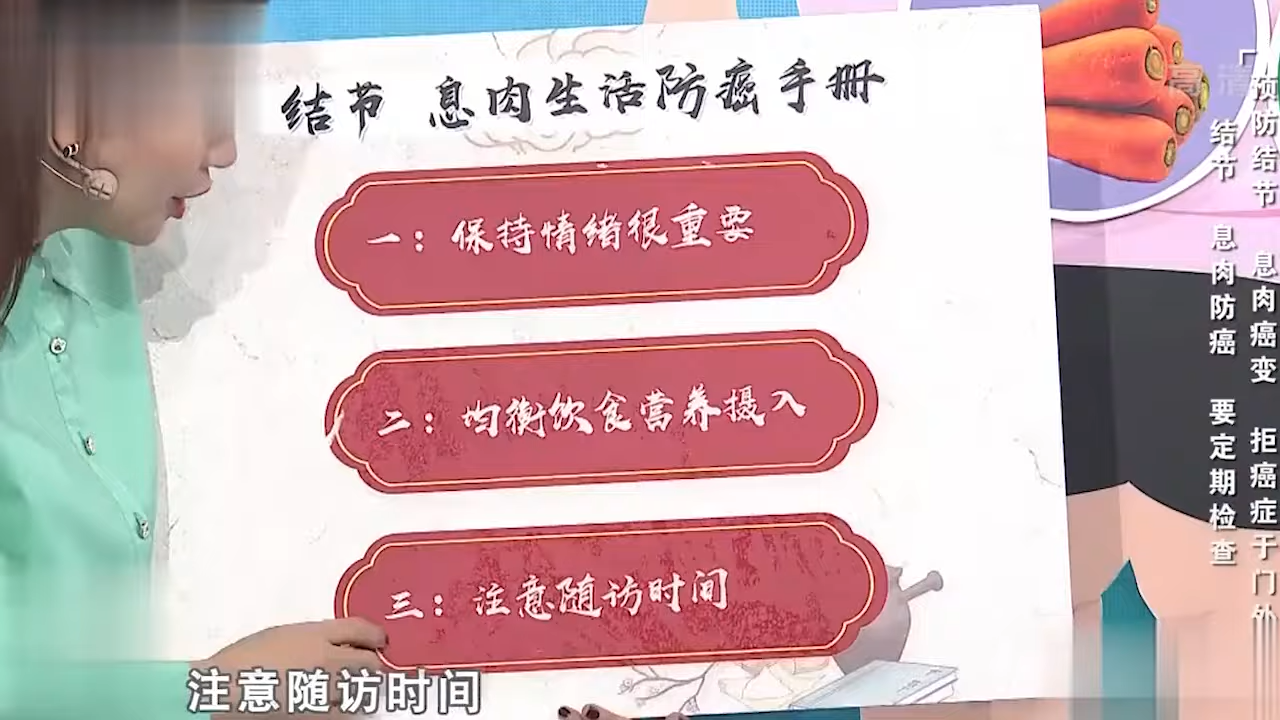 结节 息肉生活防癌手册
一：保持情绪很重要
二：均衡饮食营养摄入
三：注意随访时间
注意随访时间
高清
「预防结节 息肉癌变 拒癌症于门外
结节 息肉防癌 要定期检查